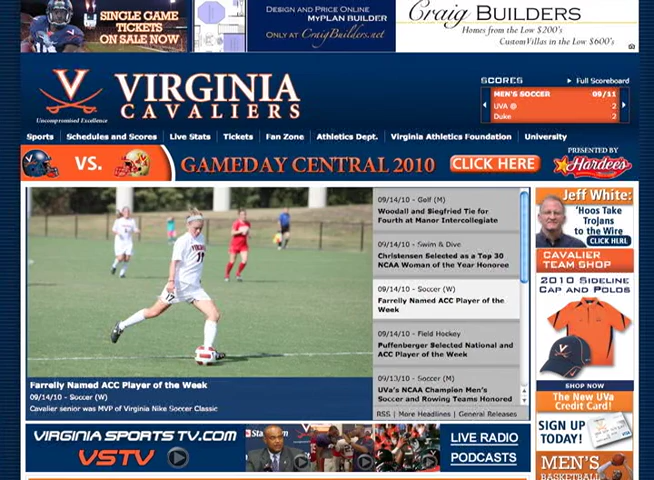 SINGLE GAME
TICKETS
ON SALE NOW
DESIGN AND PRICE ONLINE
MYPLAN BUILDER
ONLY AT CraigBuilders.net
Craig BUILDERS
Homes from the Low $200's
Custom Villas in the Low $600's
V
Uncompromised Excellence
VIRGINIA
CAVALIERS
SCORES
Full Scoreboard
MEN'S SOCCER 09/11
UVA @ 2
Duke 2
Sports Schedules and Scores Live Stats Tickets Fan Zone Athletics Dept. Virginia Athletics Foundation University
VS.
GAMEDAY CENTRAL 2010
CLICK HERE
PRESENTED BY
Hardee's
09/14/10 - Golf (M)
Woodall and Siegfried Tie for
Fourth at Manor Intercollegiate
09/14/10 - Swim & Dive
Christensen Selected as a Top 30
NCAA Woman of the Year Honoree
09/14/10 - Soccer (W)
Farrelly Named ACC Player of the
Week
09/14/10 - Field Hockey
Puffenberger Selected National and
ACC Player of the Week
09/13/10 - Soccer (M)
UVa's NCAA Champion Men's
Soccer and Rowing Teams Honored
RSS | More Headlines | General Releases
Farrelly Named ACC Player of the Week
09/14/10 - Soccer (W)
Cavalier senior was MVP of Virginia Nike Soccer Classic
Jeff White:
'Hoos Take
Trojans
to the Wire
CLICK HERE
CAVALIER
TEAM SHOP
2010 SIDELINE
CAP AND POLOS
SHOP NOW
The New UVa
Credit Card!
SIGN UP
TODAY!
MEN'S
BASKETBALL
VIRGINIA SPORTS TV.COM
VSTV
LIVE RADIO
PODCASTS